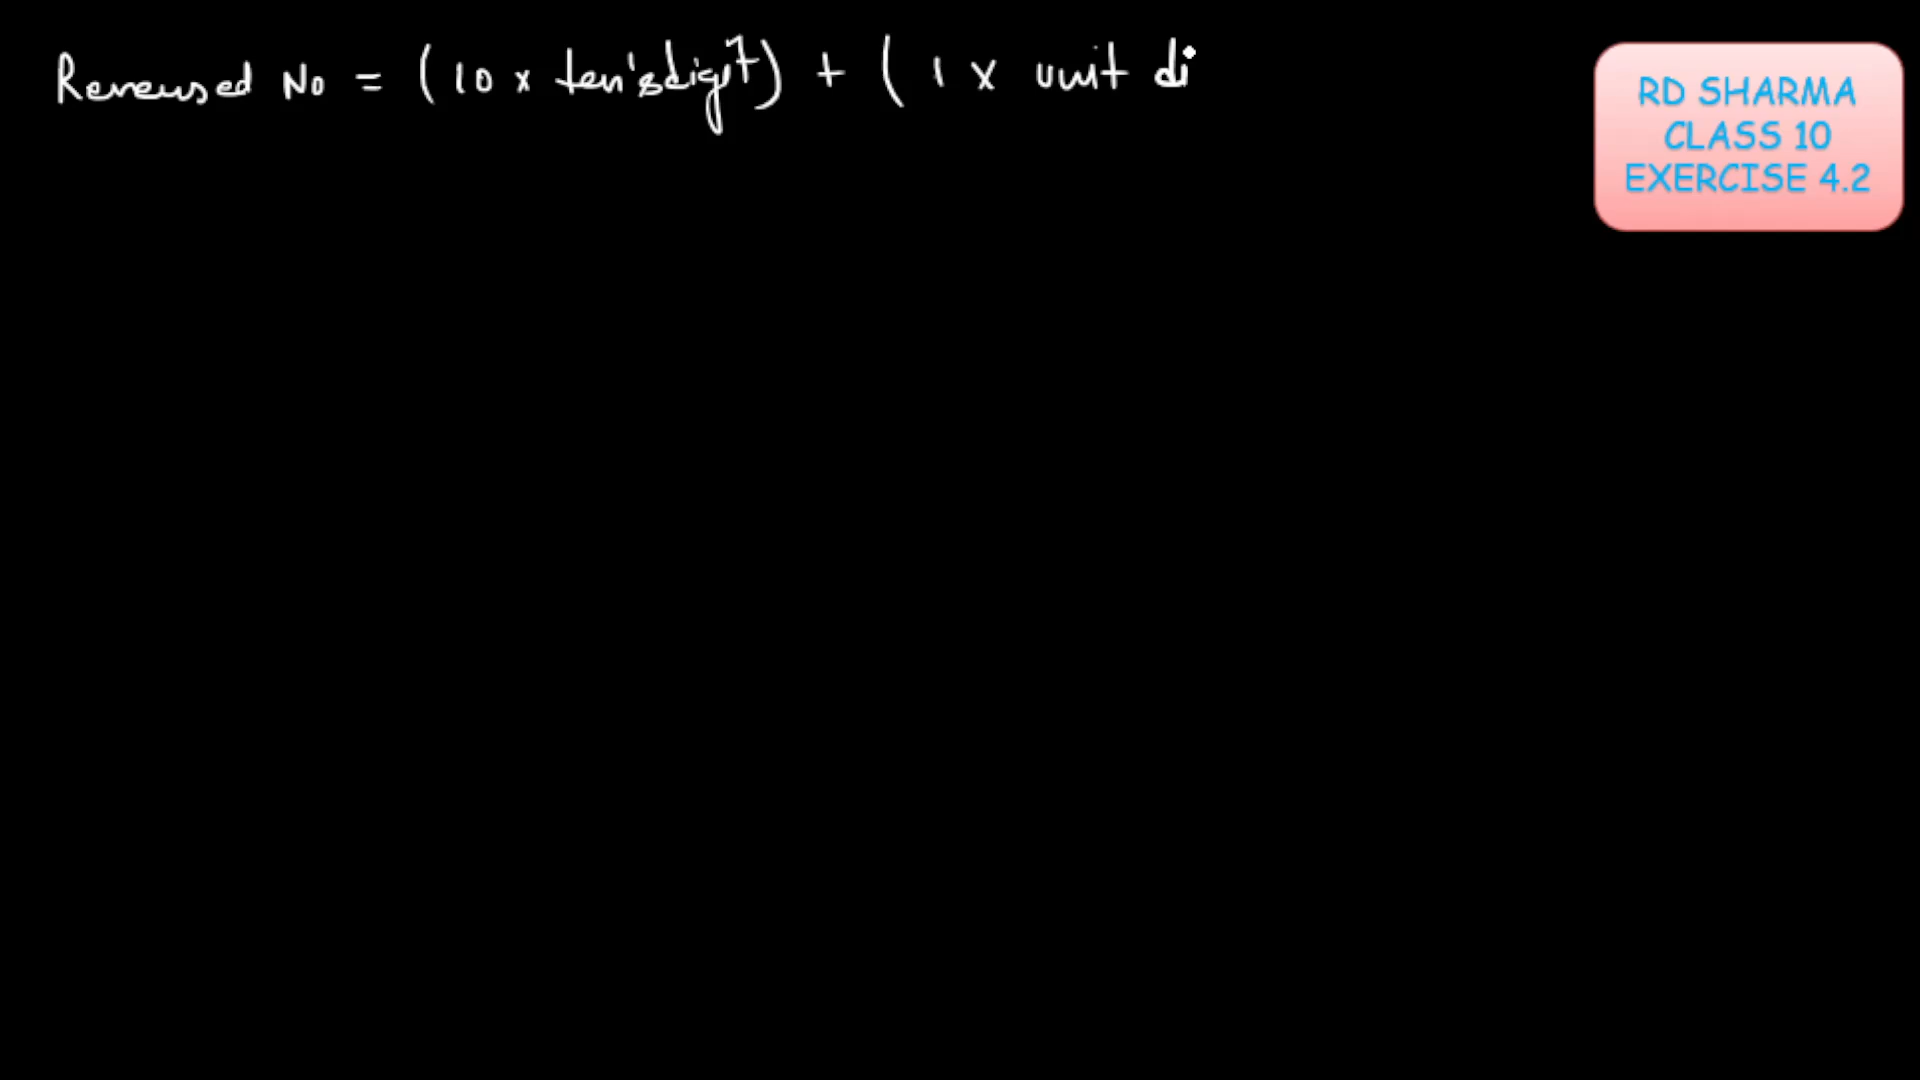 Reversed No = (10 x ten's digit) + ( 1 x unit di
RD SHARMA
CLASS 10
EXERCISE 4.2